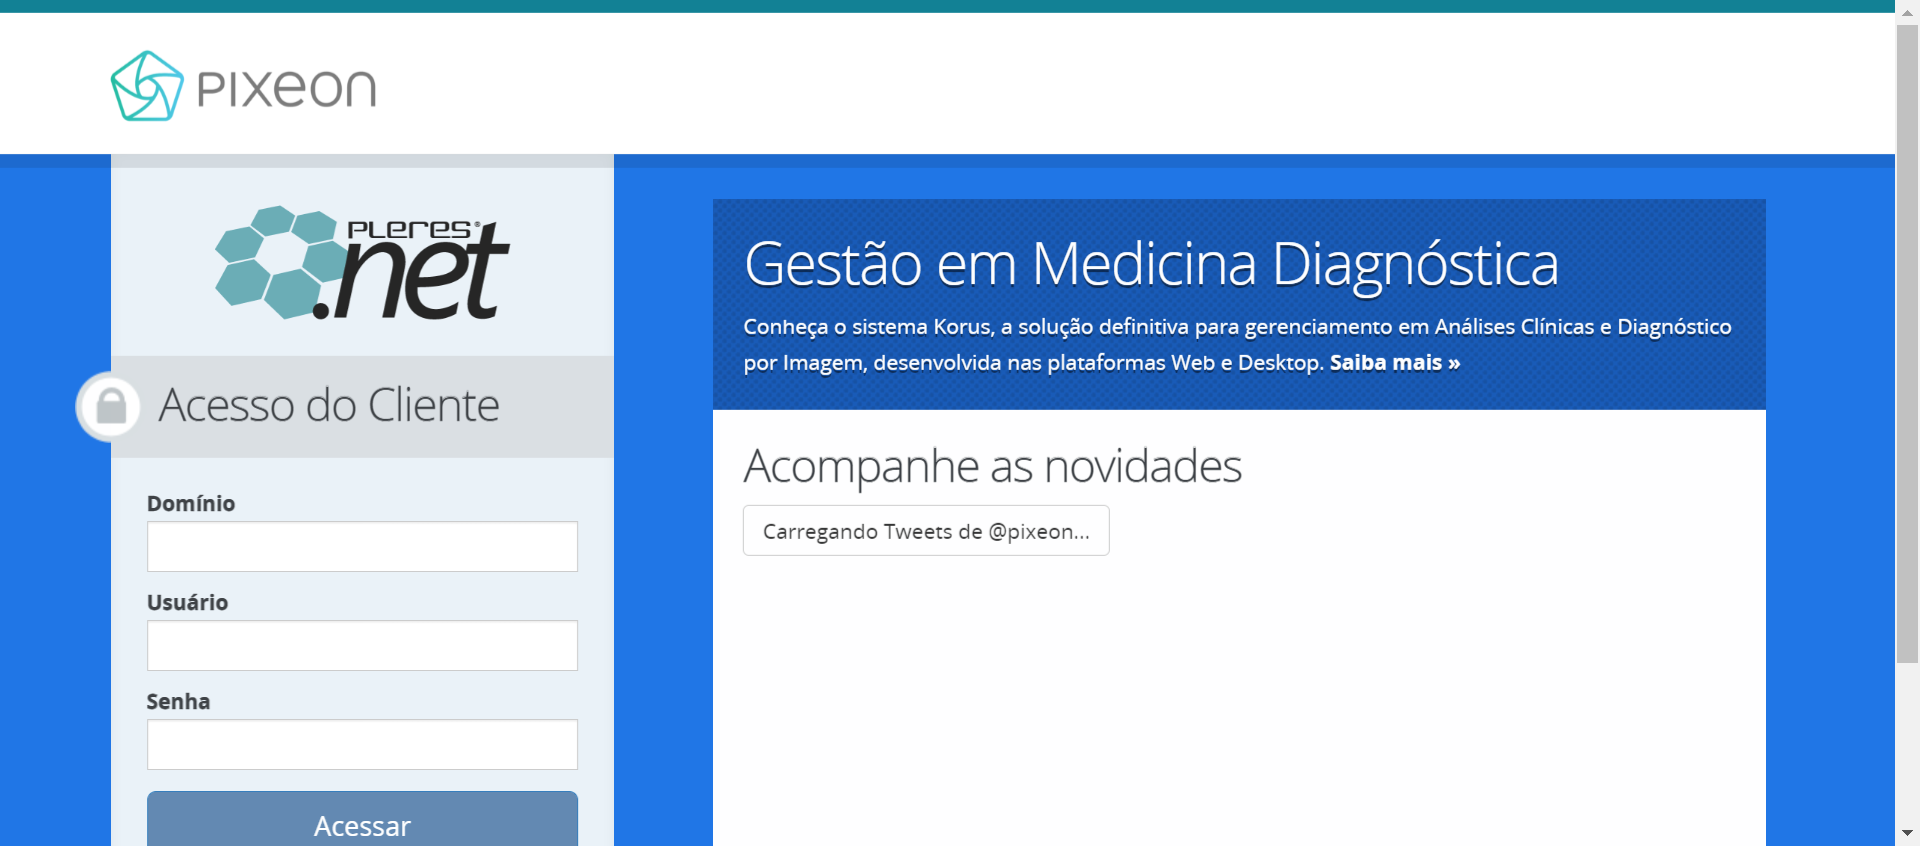 pixeon
PLERES®
.net
Acesso do Cliente
Domínio
Usuário
Senha
Acessar
Gestão em Medicina Diagnóstica
Conheça o sistema Korus, a solução definitiva para gerenciamento em Análises Clínicas e Diagnóstico
por Imagem, desenvolvida nas plataformas Web e Desktop. Saiba mais »
Acompanhe as novidades
Carregando Tweets de @pixeon...